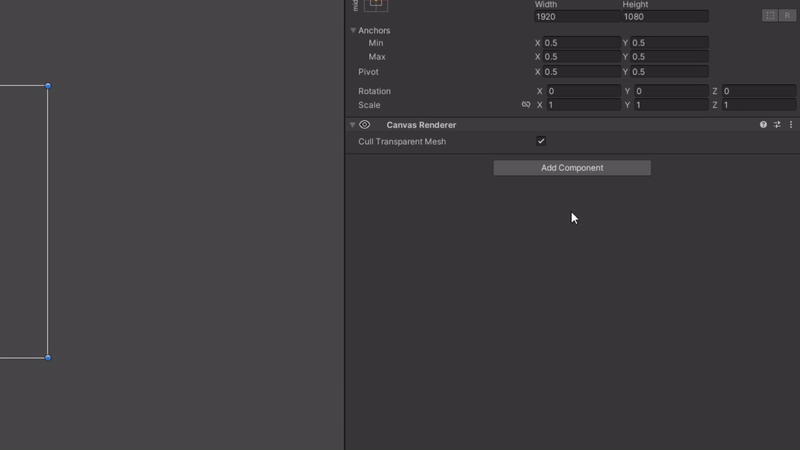 mid
Width Height
1920 1080 R
Anchors
Min X 0.5 Y 0.5
Max X 0.5 Y 0.5
Pivot X 0.5 Y 0.5
Rotation X 0 Y 0 Z 0
Scale X 1 Y 1 Z 1
Canvas Renderer
Cull Transparent Mesh
Add Component